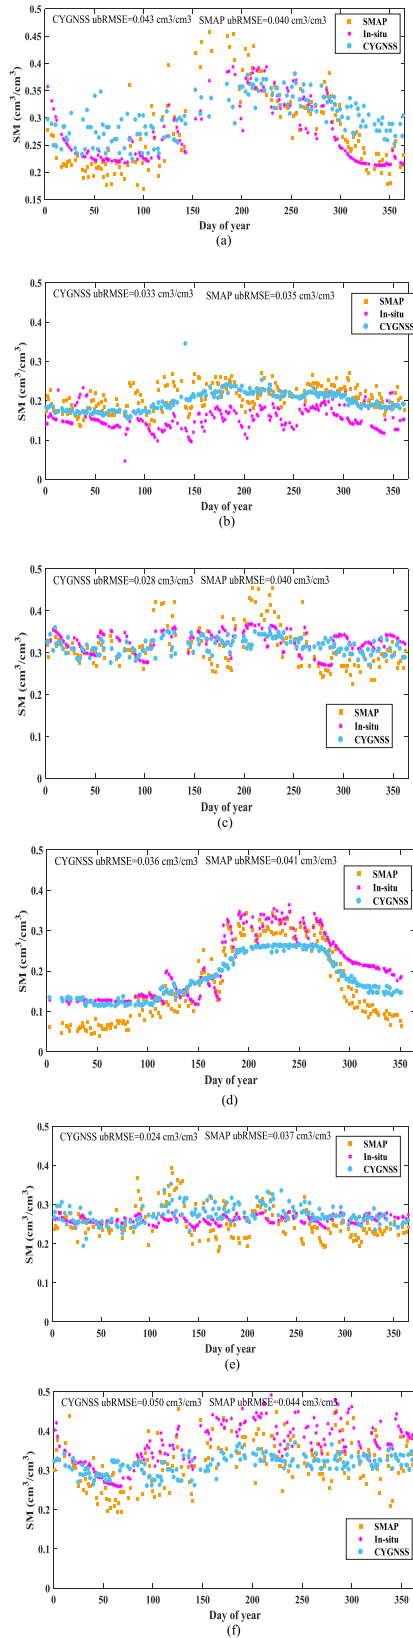 CYGNSS ubRMSE=0.043 cm3/cm3 SMAP ubRMSE=0.040 cm3/cm3
0.5
SMAP
In-situ
CYGNSS
0.45
0.4
0.35
0.3
0.25
0.2
0.15
SM (cm³/cm³)
0 50 100 150 200 250 300 350
Day of year
(a)
CYGNSS ubRMSE=0.033 cm3/cm3 SMAP ubRMSE=0.035 cm3/cm3
0.5
SMAP
In-situ
CYGNSS
0.4
0.3
0.2
0.1
0
SM (cm³/cm³)
0 50 100 150 200 250 300 350
Day of year
(b)
CYGNSS ubRMSE=0.028 cm3/cm3 SMAP ubRMSE=0.040 cm3/cm3
0.5
0.4
0.3
0.2
0.1
0
SM (cm³/cm³)
SMAP
In-situ
CYGNSS
0 50 100 150 200 250 300 350
Day of year
(c)
CYGNSS ubRMSE=0.036 cm3/cm3 SMAP ubRMSE=0.041 cm3/cm3
0.5
SMAP
In-situ
CYGNSS
0.4
0.3
0.2
0.1
0
SM (cm³/cm³)
0 50 100 150 200 250 300 350
Day of year
(d)
CYGNSS ubRMSE=0.024 cm3/cm3 SMAP ubRMSE=0.037 cm3/cm3
0.5
SMAP
In-situ
CYGNSS
0.4
0.3
0.2
0.1
0
SM (cm³/cm³)
0 50 100 150 200 250 300 350
Day of year
(e)
CYGNSS ubRMSE=0.050 cm3/cm3 SMAP ubRMSE=0.044 cm3/cm3
0.5
0.4
0.3
0.2
0.1
0
SM (cm³/cm³)
SMAP
In-situ
CYGNSS
0 50 100 150 200 250 300 350
Day of year
(f)